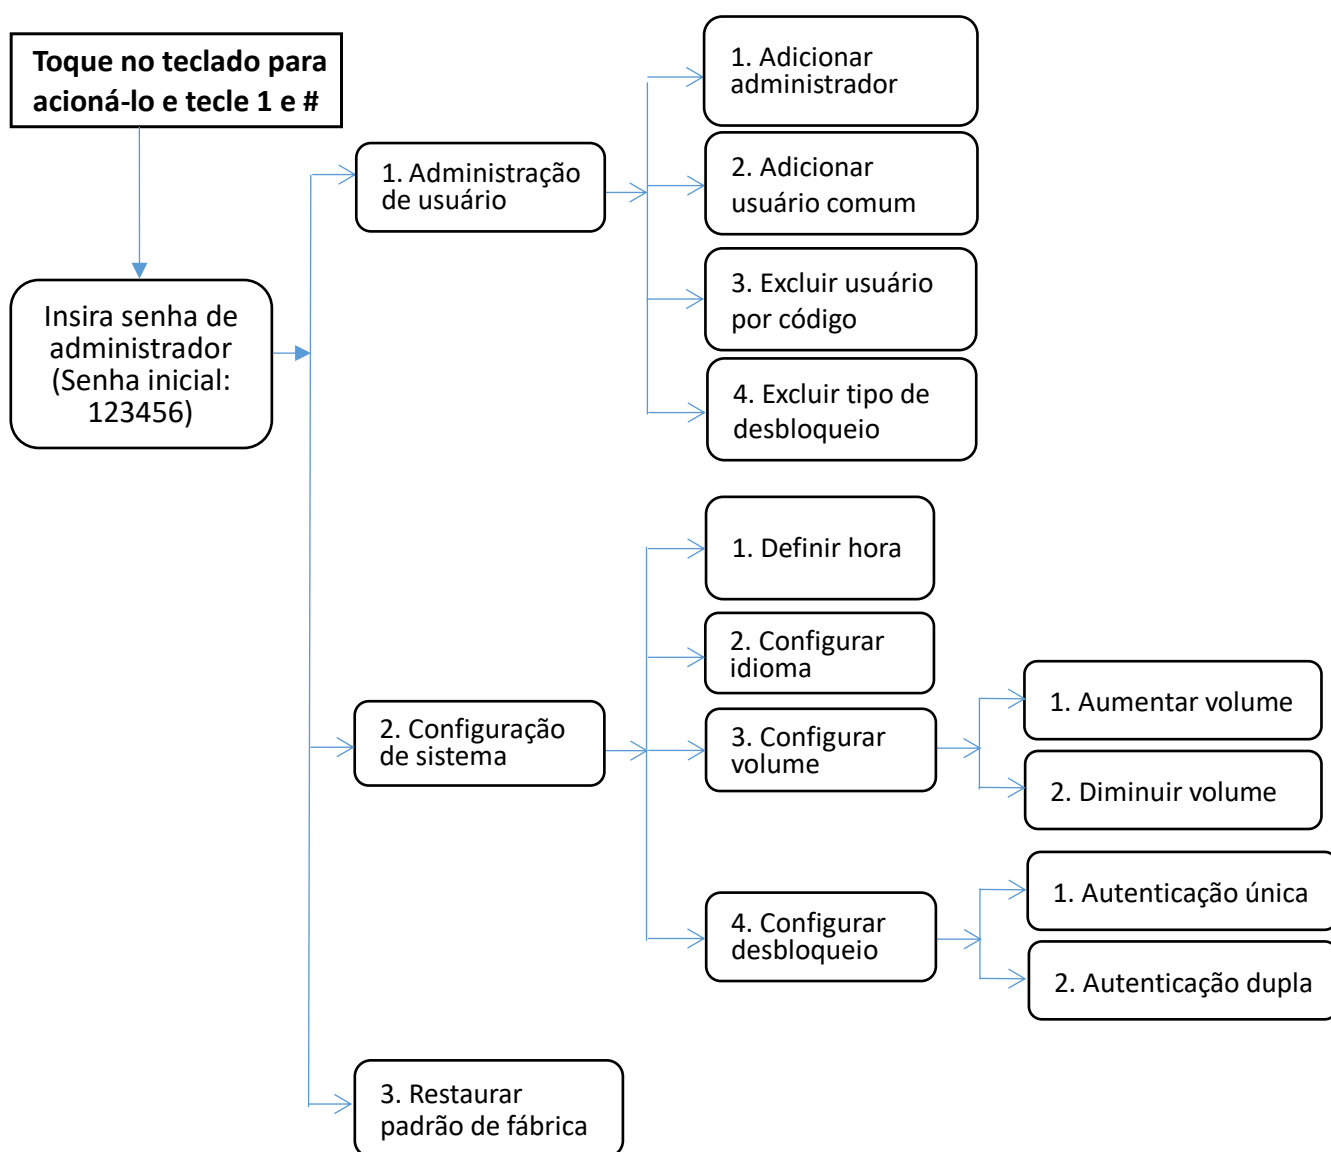 Toque no teclado para
acioná-lo e tecle 1 e #
Insira senha de
administrador
(Senha inicial:
123456)
1. Administração
de usuário
1. Adicionar
administrador
2. Adicionar
usuário comum
3. Excluir usuário
por código
4. Excluir tipo de
desbloqueio
2. Configuração
de sistema
1. Definir hora
2. Configurar
idioma
3. Configurar
volume
1. Aumentar volume
2. Diminuir volume
4. Configurar
desbloqueio
1. Autenticação única
2. Autenticação dupla
3. Restaurar
padrão de fábrica